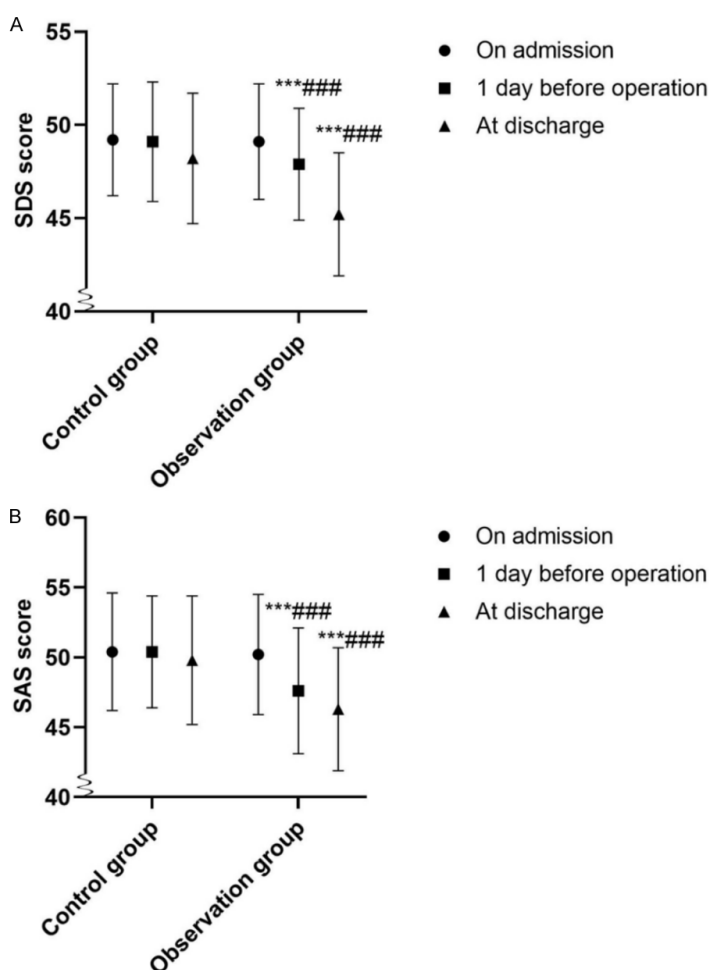 A
55
50
45
40
SDS score
***###
***###
Control group
Observation group
On admission
1 day before operation
At discharge
B
60
55
50
45
40
SAS score
***###
***###
Control group
Observation group
On admission
1 day before operation
At discharge